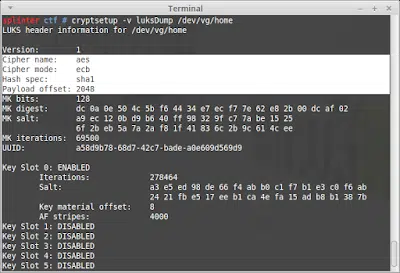 Terminal
splinter ctf # cryptsetup -v luksDump /dev/vg/home
LUKS header information for /dev/vg/home
Version: 1
Cipher name: aes
Cipher mode: ecb
Hash spec: sha1
Payload offset: 2048
MK bits: 128
MK digest: dc 0a 0e 50 4c 5b f6 44 34 e7 ec f7 7e 62 e8 2b 00 dc af 02
MK salt: a9 ec 12 0b d9 b6 40 ff 98 32 9f c7 7a be 15 25
6f 2b eb 5a 7a 2a f8 1f 41 83 6c 2b 9c 61 4c ee
MK iterations: 69500
UUID: a58d9b78-68d7-42c7-bade-a0e609d569d9
Key Slot 0: ENABLED
Iterations: 278464
Salt: a3 e5 ed 98 de 66 f4 ab b0 c1 f7 b1 e3 c0 f6 ab
24 21 fb e5 17 ee b1 ca 4e fa 15 ad b8 b1 38 7b
Key material offset: 8
AF stripes: 4000
Key Slot 1: DISABLED
Key Slot 2: DISABLED
Key Slot 3: DISABLED
Key Slot 4: DISABLED
Key Slot 5: DISABLED